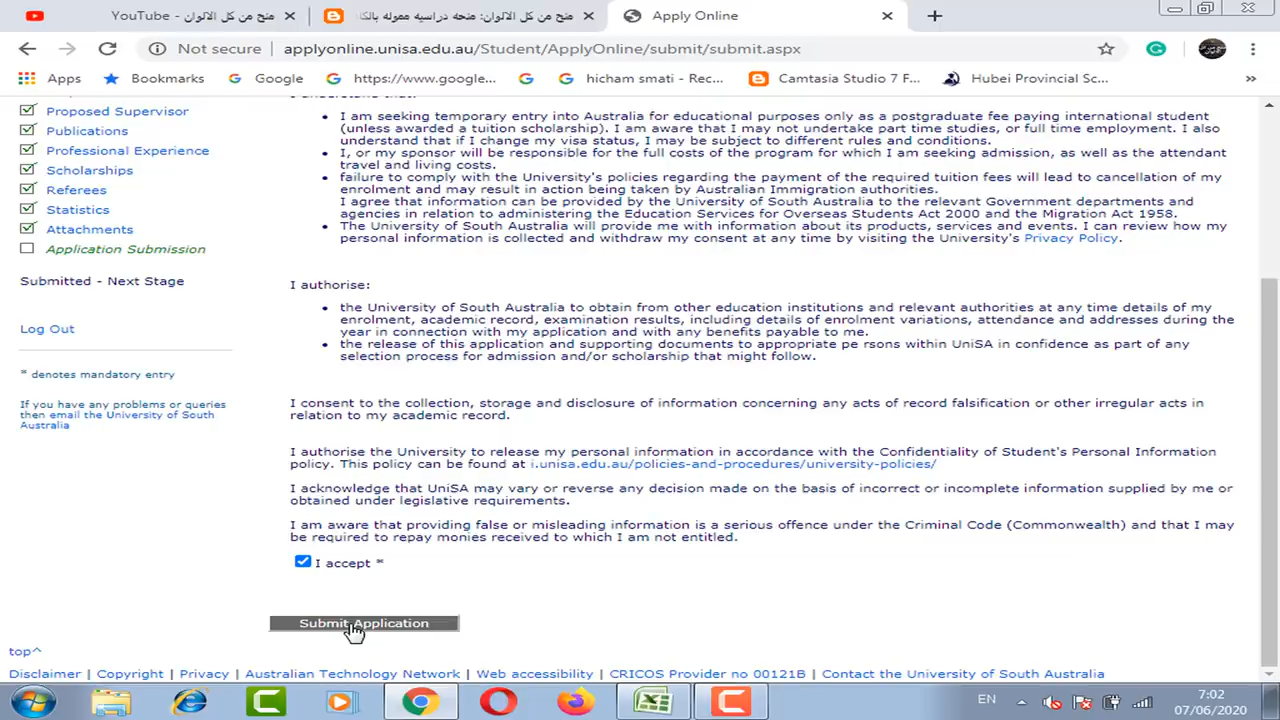 YouTube - منح من كل الالوان
منح من كل الالوان: منحه دراسيه مموله بالكا
Apply Online
Not secure
applyonline.unisa.edu.au/Student/ApplyOnline/submit/submit.aspx
Apps
Bookmarks
Google
https://www.google...
hicham smati - Rec...
Camtasia Studio 7 F...
Hubei Provincial Sc...
»
Proposed Supervisor
Publications
Professional Experience
Scholarships
Referees
Statistics
Attachments
Application Submission
Submitted - Next Stage
Log Out
* denotes mandatory entry
If you have any problems or queries
then email the University of South
Australia
I understand that:
• I am seeking temporary entry into Australia for educational purposes only as a postgraduate fee paying international student
(unless awarded a tuition scholarship). I am aware that I may not undertake part time studies, or full time employment. I also
understand that if I change my visa status, I may be subject to different rules and conditions.
• I, or my sponsor will be responsible for the full costs of the program for which I am seeking admission, as well as the attendant
travel and living costs.
• failure to comply with the University's policies regarding the payment of the required tuition fees will lead to cancellation of my
enrolment and may result in action being taken by Australian Immigration authorities.
I agree that information can be provided by the University of South Australia to the relevant Government departments and
agencies in relation to administering the Education Services for Overseas Students Act 2000 and the Migration Act 1958.
• The University of South Australia will provide me with information about its products, services and events. I can review how my
personal information is collected and withdraw my consent at any time by visiting the University's Privacy Policy.
I authorise:
• the University of South Australia to obtain from other education institutions and relevant authorities at any time details of my
enrolment, academic record, examination results, including details of enrolment variations, attendance and addresses during the
year in connection with my application and with any benefits payable to me.
• the release of this application and supporting documents to appropriate pe rsons within UniSA in confidence as part of any
selection process for admission and/or scholarship that might follow.
I consent to the collection, storage and disclosure of information concerning any acts of record falsification or other irregular acts in
relation to my academic record.
I authorise the University to release my personal information in accordance with the Confidentiality of Student's Personal Information
policy. This policy can be found at i.unisa.edu.au/policies-and-procedures/university-policies/
I acknowledge that UniSA may vary or reverse any decision made on the basis of incorrect or incomplete information supplied by me or
obtained under legislative requirements.
I am aware that providing false or misleading information is a serious offence under the Criminal Code (Commonwealth) and that I may
be required to repay monies received to which I am not entitled.
I accept *
Submit Application
top^
Disclaimer | Copyright | Privacy | Australian Technology Network | Web accessibility | CRICOS Provider no 00121B | Contact the University of South Australia
EN
7:02
07/06/2020